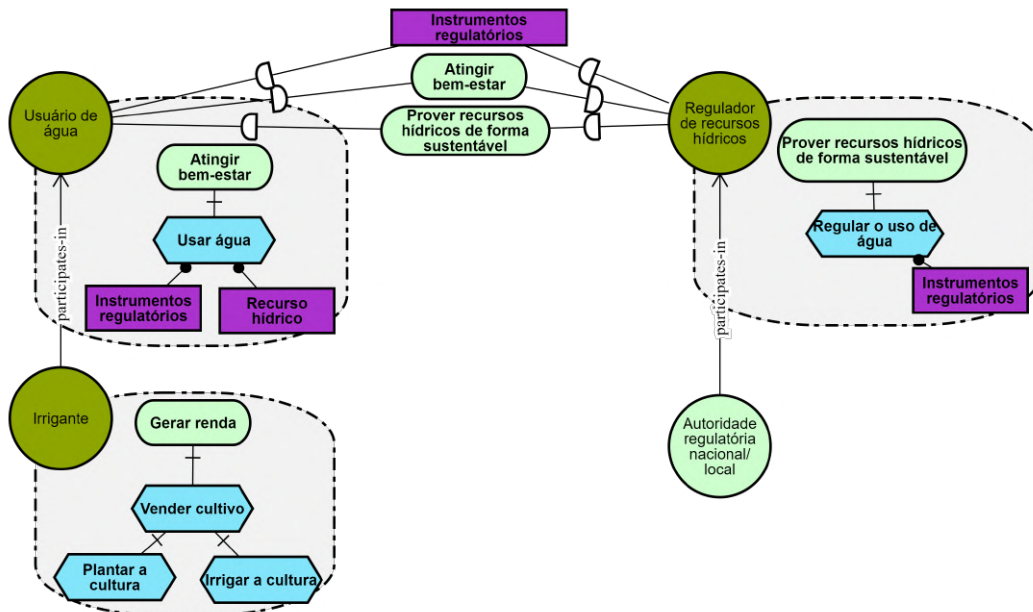 Instrumentos
regulatórios
Atingir
bem-estar
Prover recursos
hídricos de forma
sustentável
Usuário de
água
Regulador
de recursos
hídricos
Atingir
bem-estar
Usar água
Instrumentos
regulatórios
Recurso
hídrico
Prover recursos hídricos
de forma sustentável
Regular o uso de
água
Instrumentos
regulatórios
participates-in
participates-in
Irrigante
Gerar renda
Vender cultivo
Plantar a
cultura
Irrigar a cultura
Autoridade
regulatória
nacional/
local